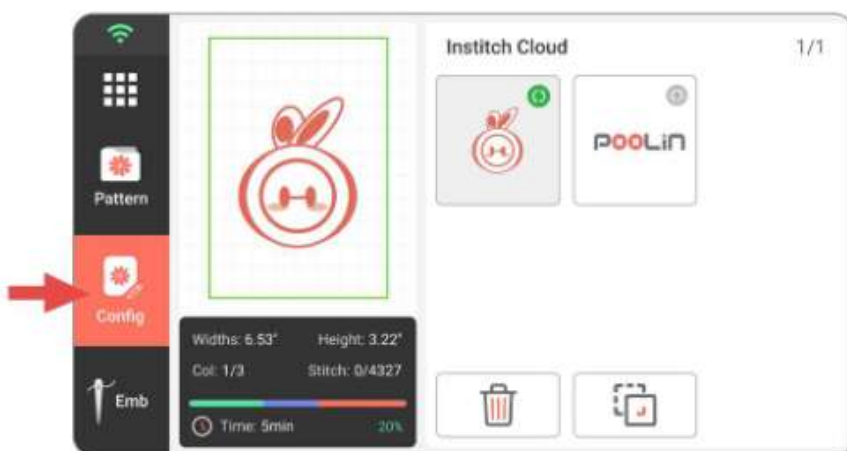 Institch Cloud 1/1
POOLIN
Pattern
Config
Widths: 6.53" Height: 3.22"
Col: 1/3 Stitch: 0/4327
Emb
Time: 5min 20%